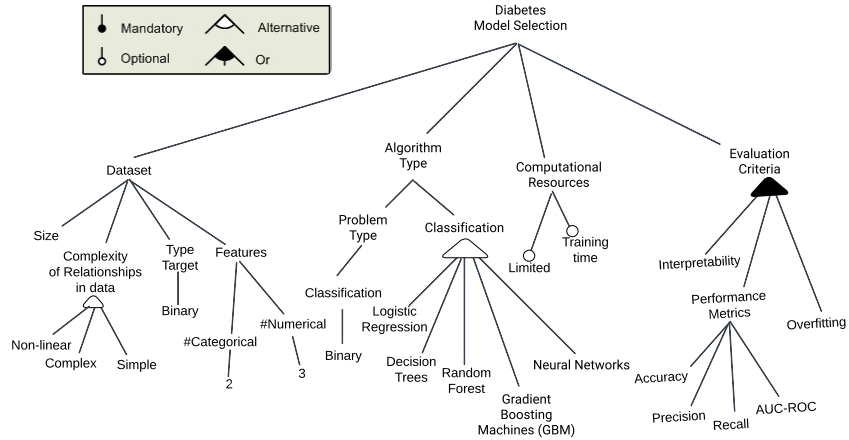 Diabetes
Model Selection
Mandatory
Alternative
Optional
Or
Dataset
Algorithm
Type
Computational
Resources
Evaluation
Criteria
Size
Complexity
of Relationships
in data
Type
Target
Features
Problem
Type
Classification
Limited
Training
time
Interpretability
Performance
Metrics
Overfitting
Non-linear
Complex
Simple
Binary
#Categorical
#Numerical
2
3
Classification
Binary
Logistic
Regression
Decision
Trees
Random
Forest
Gradient
Boosting
Machines (GBM)
Neural Networks
Accuracy
Precision
Recall
AUC-ROC